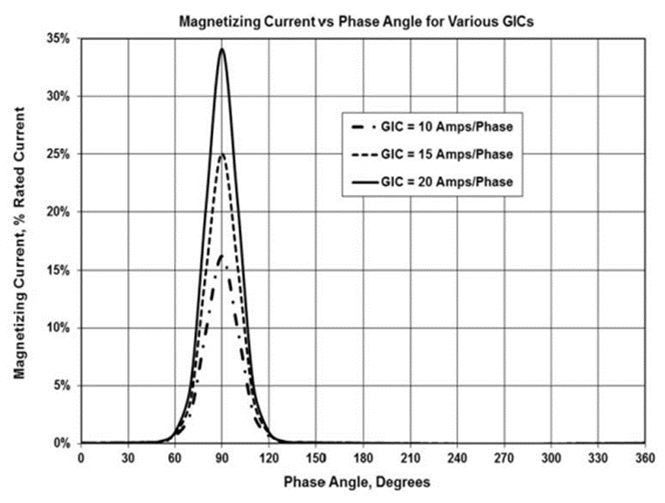 Magnetizing Current vs Phase Angle for Various GICs
35%
30%
25%
20%
15%
10%
5%
0%
Magnetizing Current, % Rated Current
GIC = 10 Amps/Phase
GIC = 15 Amps/Phase
GIC = 20 Amps/Phase
0 30 60 90 120 150 180 210 240 270 300 330 360
Phase Angle, Degrees